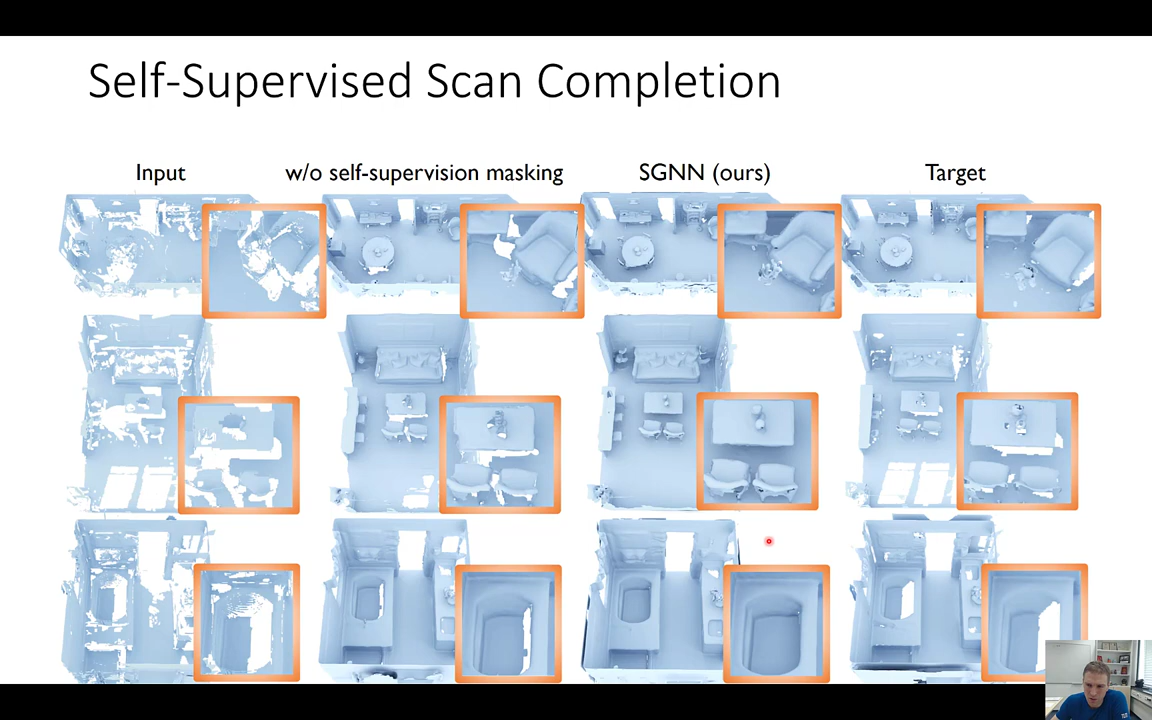 Self-Supervised Scan Completion
Input
w/o self-supervision masking
SGNN (ours)
Target